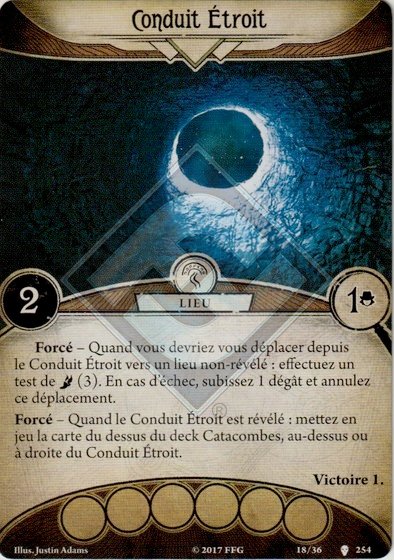 Conduit Étroit
2
LIEU
1
Forcé – Quand vous devriez vous déplacer depuis
le Conduit Étroit vers un lieu non-révélé : effectuez un
test de (3). En cas d'échec, subissez 1 dégât et annulez
ce déplacement.
Forcé – Quand le Conduit Étroit est révélé : mettez en
jeu la carte du dessus du deck Catacombes, au-dessus ou
à droite du Conduit Étroit.
Victoire 1.
Illus. Justin Adams © 2017 FFG 18/36 254